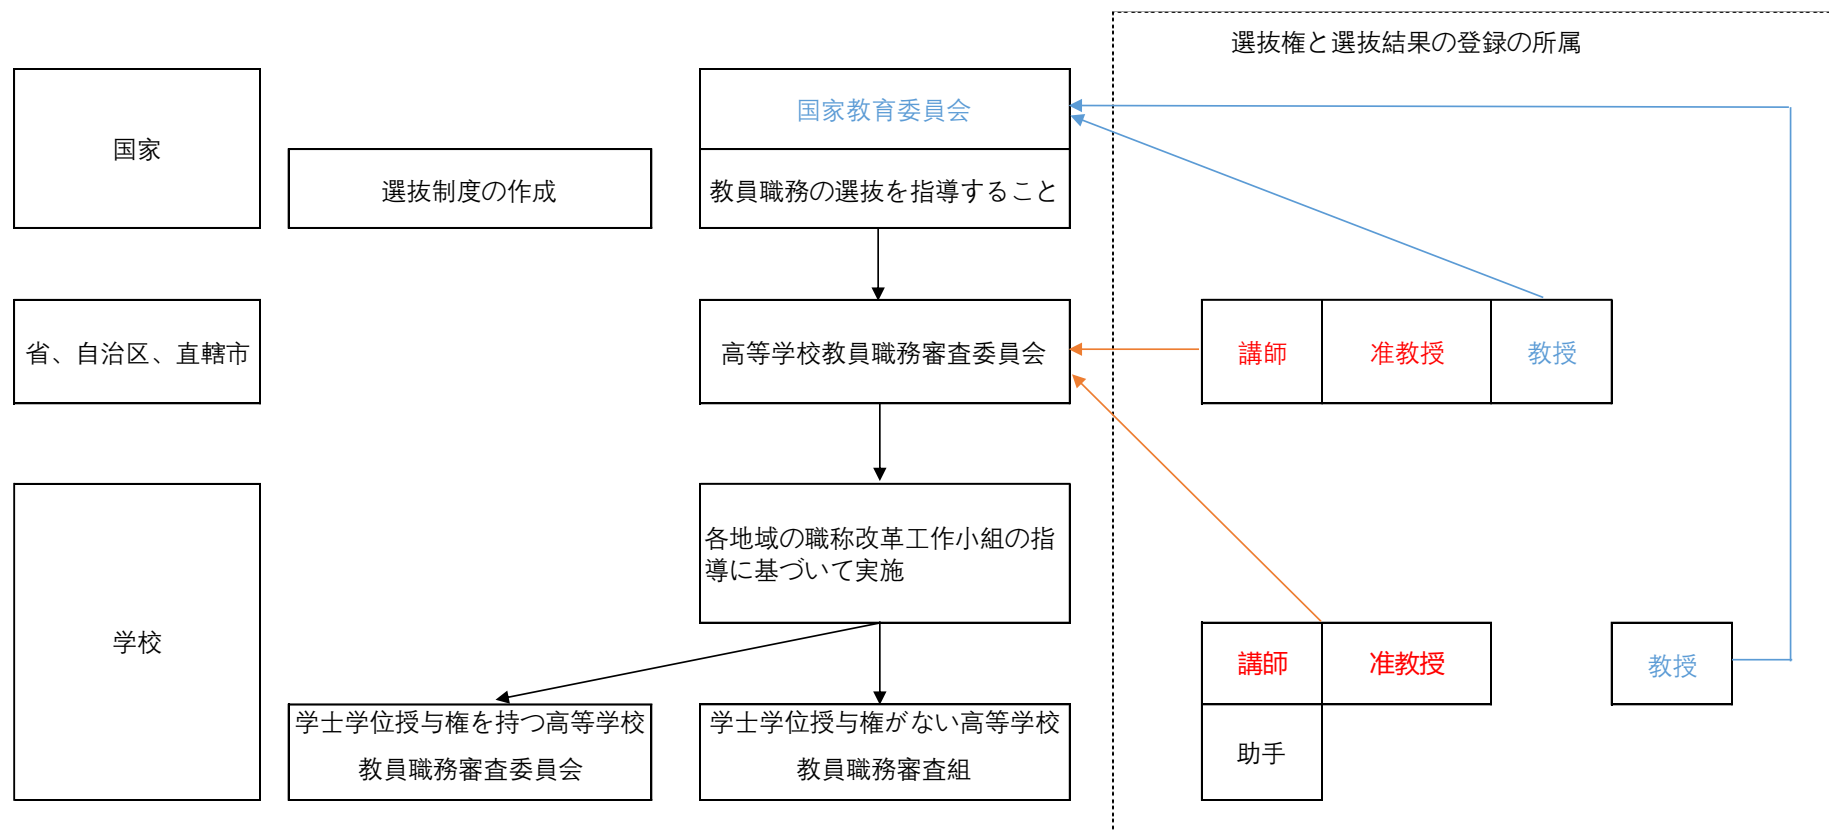 選抜権と選抜結果の登録の所属
国家
選抜制度の作成
国家教育委員会
教員職務の選抜を指導すること
省、自治区、直轄市
高等学校教員職務審査委員会
講師
准教授
教授
学校
各地域の職称改革工作小組の指
導に基づいて実施
講師
准教授
教授
助手
学士学位授与権を持つ高等学校
教員職務審査委員会
学士学位授与権がない高等学校
教員職務審査組